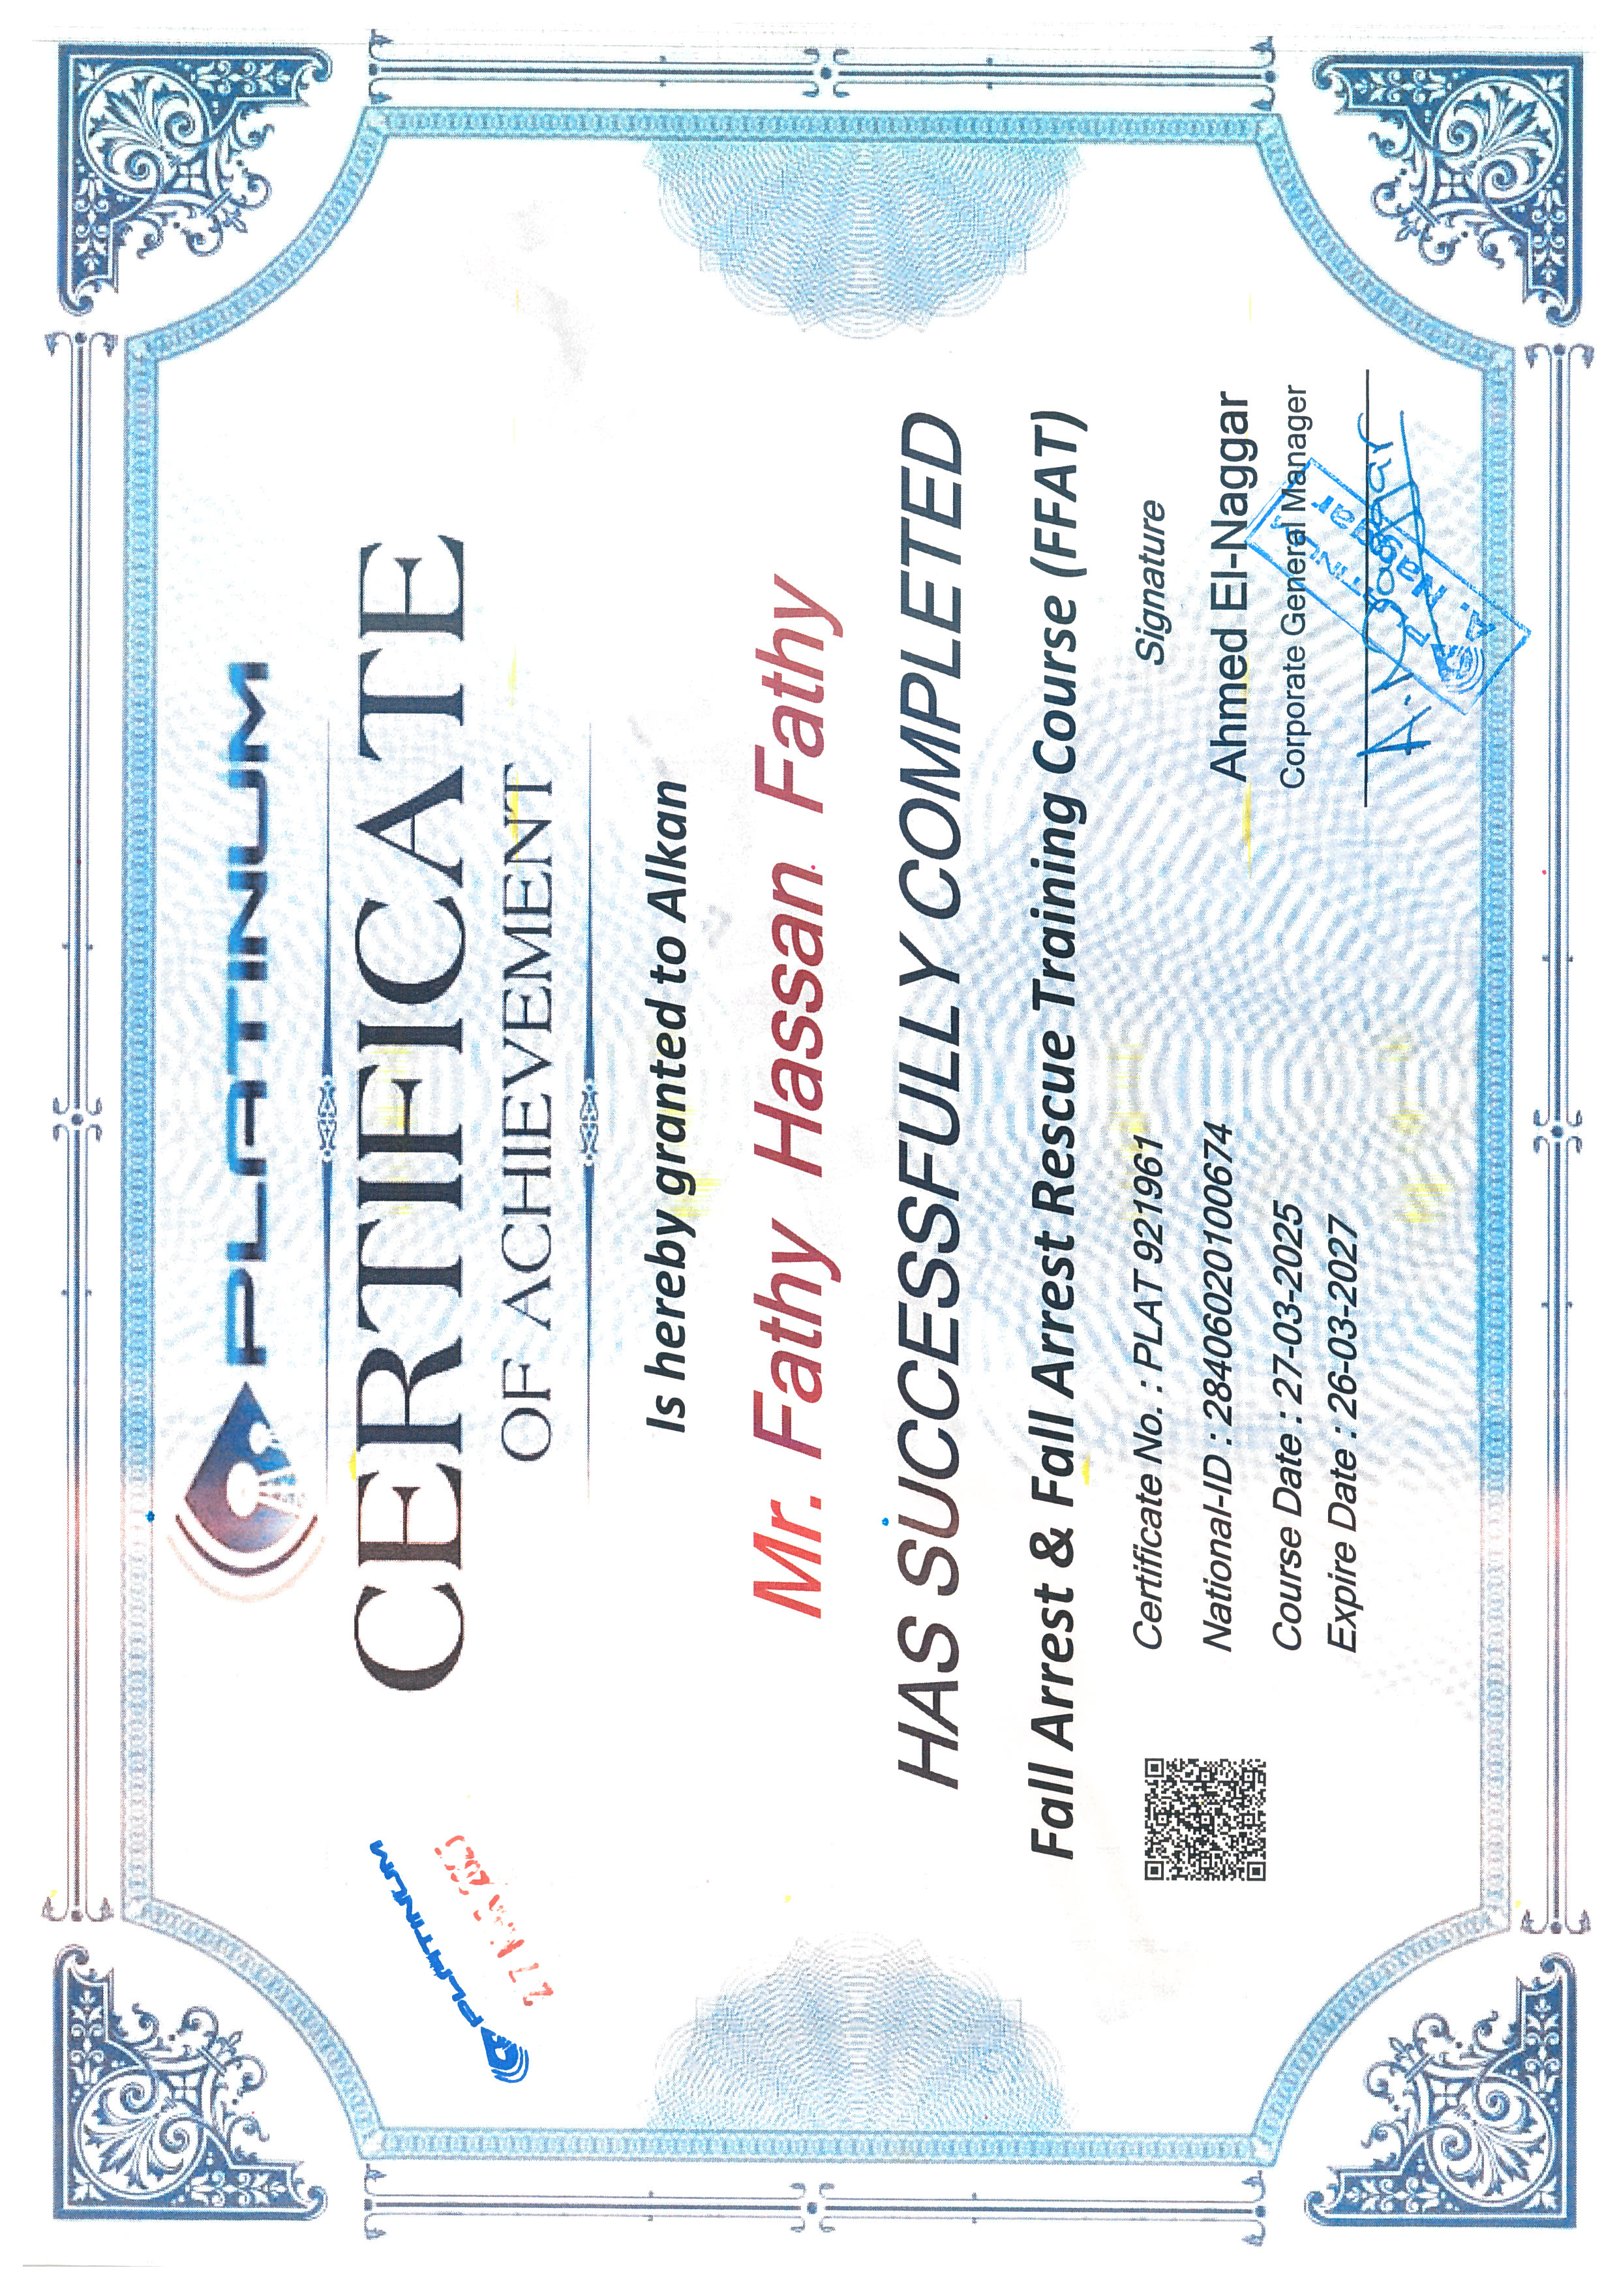 PLATINUM
CERTIFICATE
OF ACHIEVEMENT
PLATINUM
27 MAR 2025
Is hereby granted to Alkan
Mr. Fathy Hassan Fathy
HAS SUCCESSFULLY COMPLETED
Fall Arrest & Fall Arrest Rescue Training Course (FFAT)
Certificate No. : PLAT 921961
National-ID : 28406020100674
Course Date : 27-03-2025
Expire Date : 26-03-2027
Signature
Ahmed El-Naggar
Corporate General Manager
A. Naggar
PLATINUM
A. Naggar